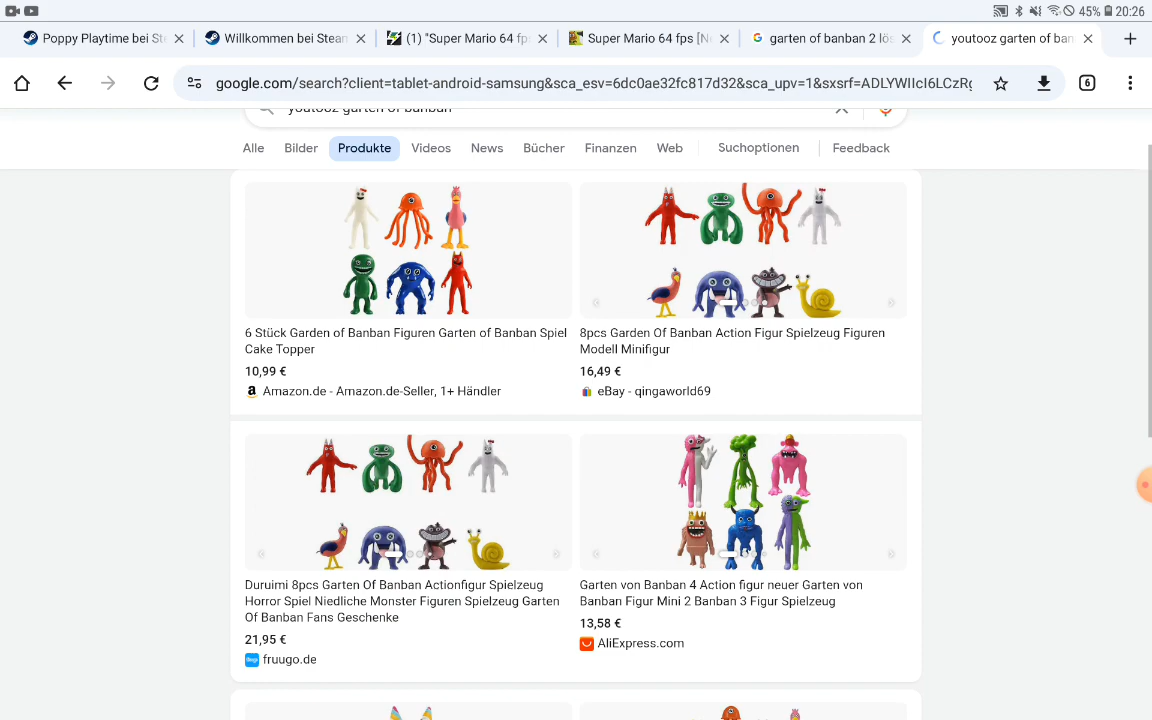 45% 20:26
Poppy Playtime bei St
Willkommen bei Steam
(1) "Super Mario 64 fp
Super Mario 64 fps [N
garten of banban 2 lös
youtooz garten of ban
google.com/search?client=tablet-android-samsung&sca_esv=6dc0ae32fc817d32&sca_upv=1&sxsrf=ADLYWIIcI6LCzRg
6
youtooz garten of banban
Alle Bilder Produkte Videos News Bücher Finanzen Web Suchoptionen Feedback
6 Stück Garden of Banban Figuren Garten of Banban Spiel
Cake Topper
10,99 €
Amazon.de - Amazon.de-Seller, 1+ Händler
8pcs Garden Of Banban Action Figur Spielzeug Figuren
Modell Minifigur
16,49 €
eBay - qingaworld69
Duruimi 8pcs Garten Of Banban Actionfigur Spielzeug
Horror Spiel Niedliche Monster Figuren Spielzeug Garten
Of Banban Fans Geschenke
21,95 €
fruugo.de
Garten von Banban 4 Action figur neuer Garten von
Banban Figur Mini 2 Banban 3 Figur Spielzeug
13,58 €
AliExpress.com